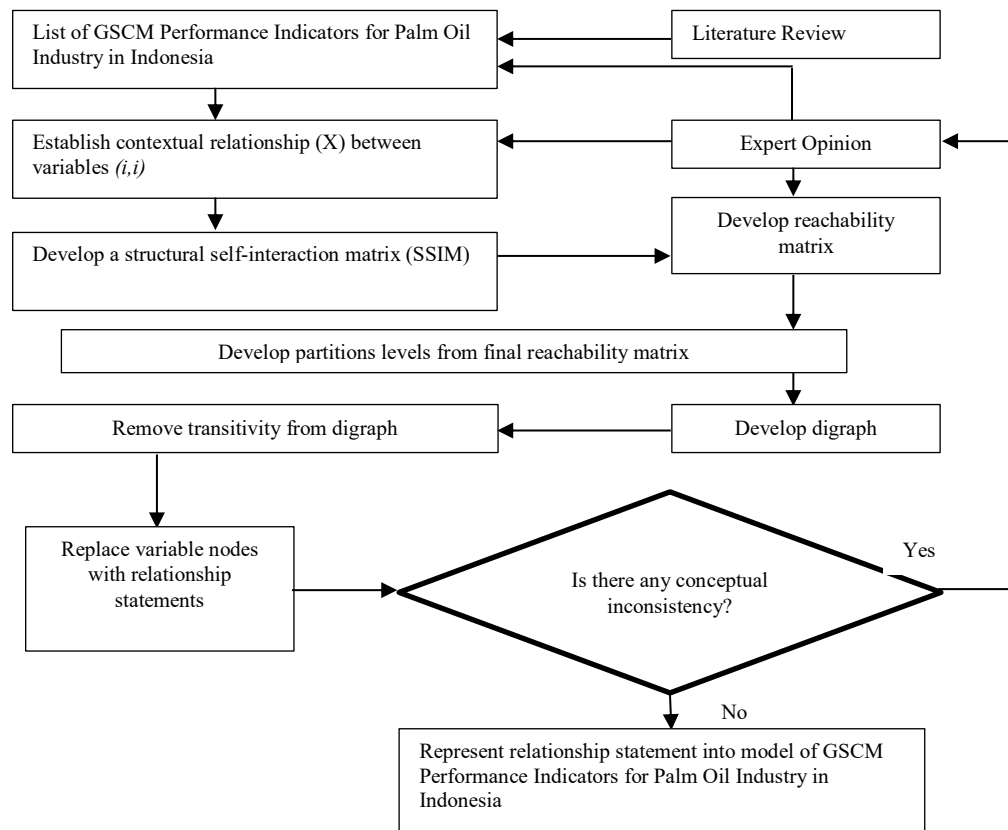 List of GSCM Performance Indicators for Palm Oil
Industry in Indonesia
Literature Review
Establish contextual relationship (X) between
variables (i,i)
Expert Opinion
Develop reachability
matrix
Develop a structural self-interaction matrix (SSIM)
Develop partitions levels from final reachability matrix
Remove transitivity from digraph
Develop digraph
Replace variable nodes
with relationship
statements
Is there any conceptual
inconsistency?
Yes
No
Represent relationship statement into model of GSCM
Performance Indicators for Palm Oil Industry in
Indonesia